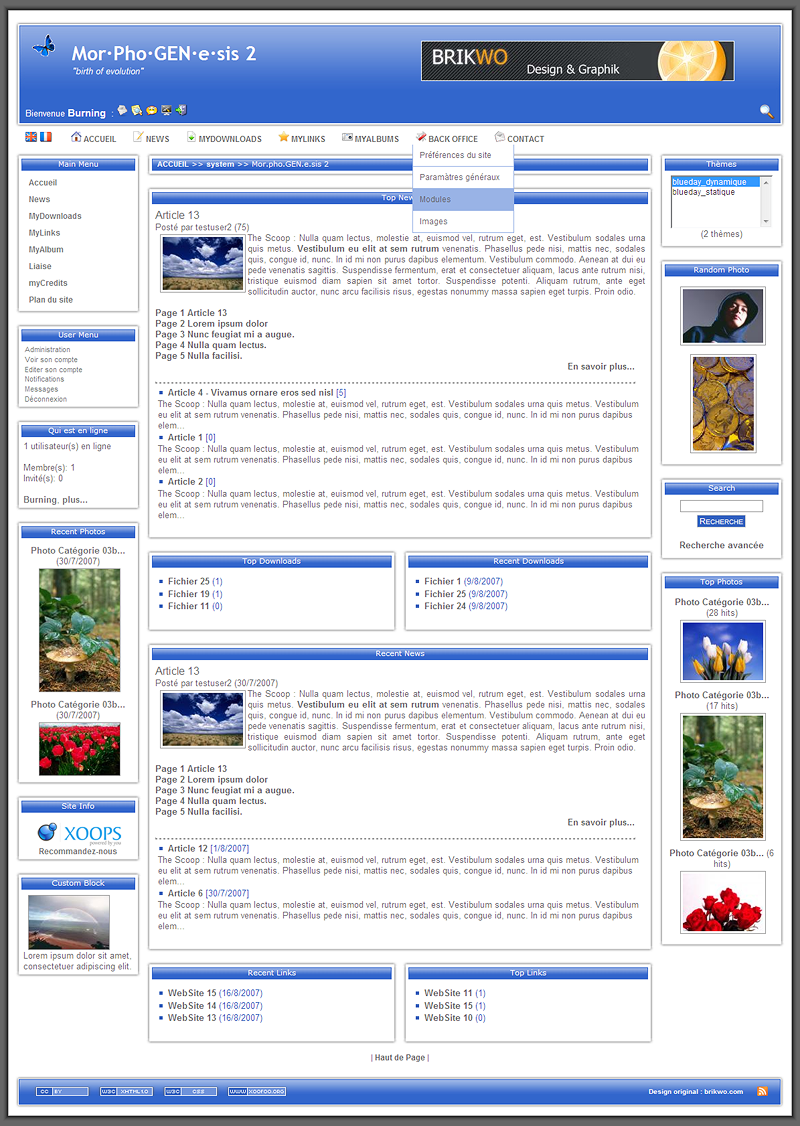 Mor·Pho·GEN·e·sis 2
"birth of evolution"
BRIKWO
Design & Graphik
Bienvenue Burning :
ACCUEIL NEWS MYDOWNLOADS MYLINKS MYALBUMS BACK OFFICE CONTACT
Préférences du site
Paramètres généraux
Modules
Images
Main Menu
Accueil
News
MyDownloads
MyLinks
MyAlbum
Liaise
myCredits
Plan du site
User Menu
Administration
Voir son compte
Editer son compte
Notifications
Messages
Déconnexion
Qui est en ligne
1 utilisateur(s) en ligne
Membre(s): 1
Invité(s): 0
Burning, plus...
Recent Photos
Photo Catégorie 03b...
(30/7/2007)
Photo Catégorie 03b...
(30/7/2007)
Site Info
XOOPS
powered by you
Recommandez-nous
Custom Block
Lorem ipsum dolor sit amet,
consectetuer adipiscing elit.
ACCUEIL >> system >> Mor.pho.GEN.e.sis 2
Top New
Article 13
Posté par testuser2 (75)
The Scoop : Nulla quam lectus, molestie at, euismod vel, rutrum eget, est. Vestibulum sodales urna
quis metus. Vestibulum eu elit at sem rutrum venenatis. Phasellus pede nisi, mattis nec, sodales
quis, congue id, nunc. In id mi non purus dapibus elementum. Vestibulum commodo. Aenean at dui eu
pede venenatis sagittis. Suspendisse fermentum, erat et consectetuer aliquam, lacus ante rutrum nisi,
tristique euismod diam sapien sit amet tortor. Suspendisse potenti. Aliquam rutrum, ante eget
sollicitudin auctor, nunc arcu facilisis risus, egestas nonummy massa sapien eget turpis. Proin odio.
Page 1 Article 13
Page 2 Lorem ipsum dolor
Page 3 Nunc feugiat mi a augue.
Page 4 Nulla quam lectus.
Page 5 Nulla facilisi.
En savoir plus...
Article 4 - Vivamus ornare eros sed nisl [5]
The Scoop : Nulla quam lectus, molestie at, euismod vel, rutrum eget, est. Vestibulum sodales urna quis metus. Vestibulum
eu elit at sem rutrum venenatis. Phasellus pede nisi, mattis nec, sodales quis, congue id, nunc. In id mi non purus dapibus
elem...
Article 1 [0]
The Scoop : Nulla quam lectus, molestie at, euismod vel, rutrum eget, est. Vestibulum sodales urna quis metus. Vestibulum
eu elit at sem rutrum venenatis. Phasellus pede nisi, mattis nec, sodales quis, congue id, nunc. In id mi non purus dapibus
elem...
Article 2 [0]
The Scoop : Nulla quam lectus, molestie at, euismod vel, rutrum eget, est. Vestibulum sodales urna quis metus. Vestibulum
eu elit at sem rutrum venenatis. Phasellus pede nisi, mattis nec, sodales quis, congue id, nunc. In id mi non purus dapibus
elem...
Top Downloads
Fichier 25 (1)
Fichier 19 (1)
Fichier 11 (0)
Recent Downloads
Fichier 1 (9/8/2007)
Fichier 25 (9/8/2007)
Fichier 24 (9/8/2007)
Recent News
Article 13
Posté par testuser2 (30/7/2007)
The Scoop : Nulla quam lectus, molestie at, euismod vel, rutrum eget, est. Vestibulum sodales urna
quis metus. Vestibulum eu elit at sem rutrum venenatis. Phasellus pede nisi, mattis nec, sodales
quis, congue id, nunc. In id mi non purus dapibus elementum. Vestibulum commodo. Aenean at dui eu
pede venenatis sagittis. Suspendisse fermentum, erat et consectetuer aliquam, lacus ante rutrum nisi,
tristique euismod diam sapien sit amet tortor. Suspendisse potenti. Aliquam rutrum, ante eget
sollicitudin auctor, nunc arcu facilisis risus, egestas nonummy massa sapien eget turpis. Proin odio.
Page 1 Article 13
Page 2 Lorem ipsum dolor
Page 3 Nunc feugiat mi a augue.
Page 4 Nulla quam lectus.
Page 5 Nulla facilisi.
En savoir plus...
Article 12 [1/8/2007]
The Scoop : Nulla quam lectus, molestie at, euismod vel, rutrum eget, est. Vestibulum sodales urna quis metus. Vestibulum
eu elit at sem rutrum venenatis. Phasellus pede nisi, mattis nec, sodales quis, congue id, nunc. In id mi non purus dapibus
elem...
Article 6 [30/7/2007]
The Scoop : Nulla quam lectus, molestie at, euismod vel, rutrum eget, est. Vestibulum sodales urna quis metus. Vestibulum
eu elit at sem rutrum venenatis. Phasellus pede nisi, mattis nec, sodales quis, congue id, nunc. In id mi non purus dapibus
elem...
Recent Links
WebSite 15 (16/8/2007)
WebSite 14 (16/8/2007)
WebSite 13 (16/8/2007)
Top Links
WebSite 11 (1)
WebSite 15 (1)
WebSite 10 (0)
Thèmes
blueday_dynamique
blueday_statique
(2 thèmes)
Random Photo
Search
RECHERCHE
Recherche avancée
Top Photos
Photo Catégorie 03b...
(28 hits)
Photo Catégorie 03b...
(17 hits)
Photo Catégorie 03b... (6
hits)
| Haut de Page |
CC BY W3C XHTML1.0 W3C CSS WWW.XOOFOO.ORG
Design original : brikwo.com